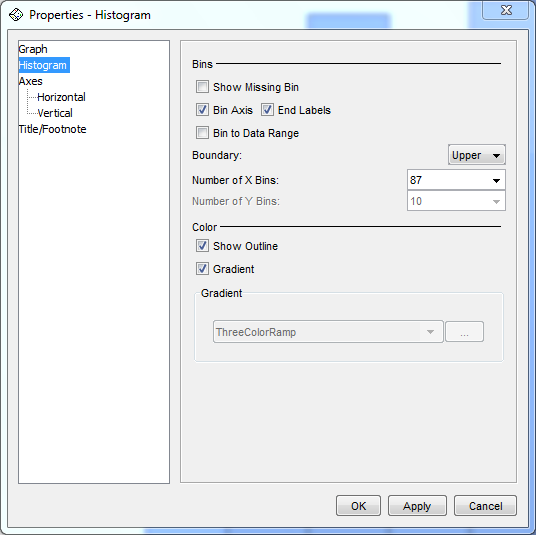 Properties - Histogram
Graph
Histogram
Axes
Horizontal
Vertical
Title/Footnote
Bins
Show Missing Bin
Bin Axis End Labels
Bin to Data Range
Boundary: Upper
Number of X Bins: 87
Number of Y Bins: 10
Color
Show Outline
Gradient
Gradient
ThreeColorRamp ...
OK Apply Cancel